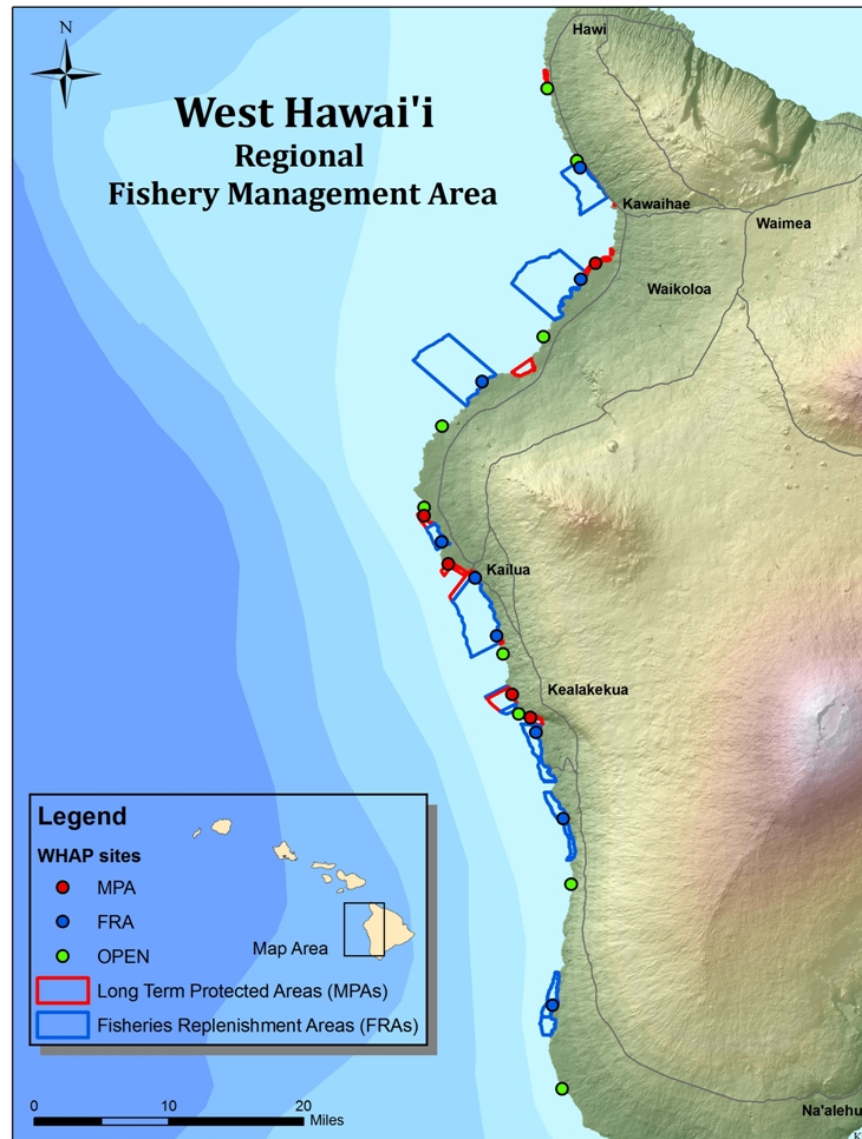 N
West Hawai'i
Regional
Fishery Management Area
Hawi
Kawaihae
Waimea
Waikoloa
Kailua
Kealakekua
Legend
WHAP sites
MPA
FRA
OPEN
Map Area
Long Term Protected Areas (MPAs)
Fisheries Replenishment Areas (FRAs)
0 10 20
Miles
Na'alehu